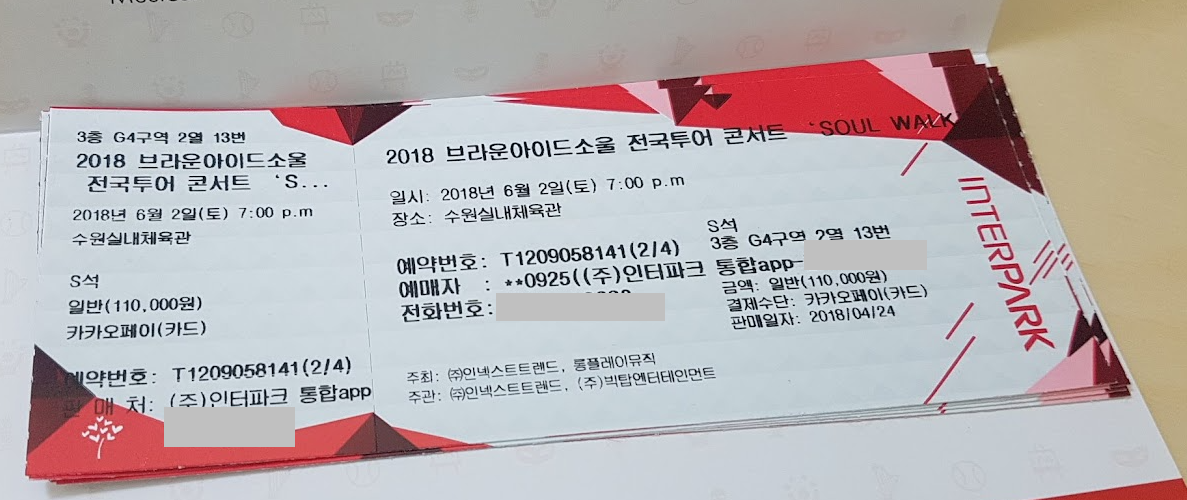 3층 G4구역 2열 13번
2018 브라운아이드소울
전국투어 콘서트 'S...
2018년 6월 2일(토) 7:00 p.m
수원실내체육관
S석
일반(110,000원)
카카오페이(카드)
예약번호: T1209058141(2/4)
판 매 처: (주)인터파크 통합app
2018 브라운아이드소울 전국투어 콘서트 'SOUL WALK
일시: 2018년 6월 2일(토) 7:00 p.m
장소: 수원실내체육관
예약번호: T1209058141(2/4)
예매자 : **0925((주)인터파크 통합app-
전화번호:
S석
3층 G4구역 2열 13번
금액: 일반(110,000원)
결제수단: 카카오페이(카드)
판매일자: 2018/04/24
주최: ㈜인넥스트트랜드, 롱플레이뮤직
주관: ㈜인넥스트트랜드, (주)빅탑엔터테인먼트
INTERPARK